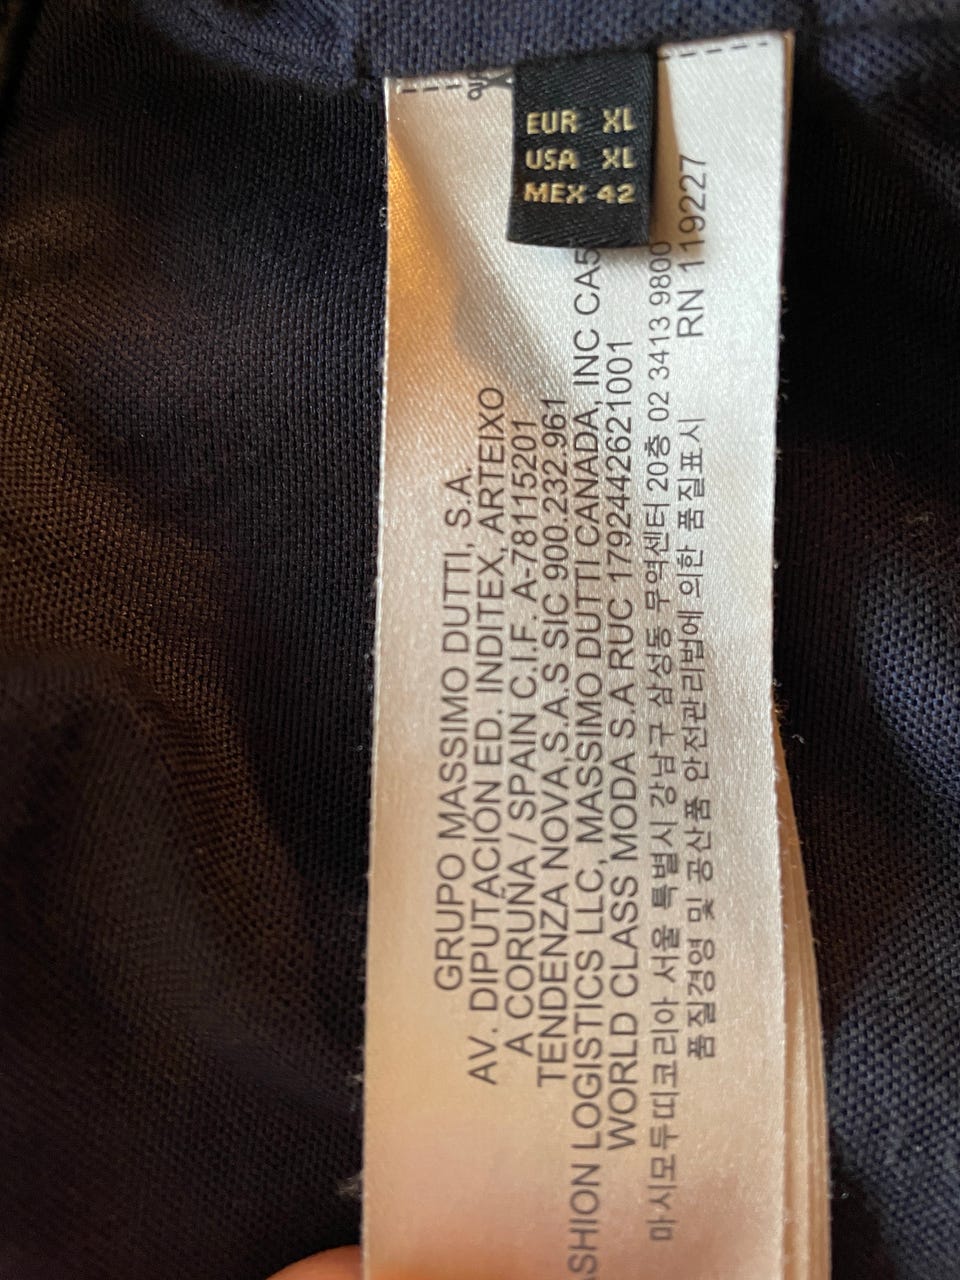 EUR XL
USA XL
MEX 42
GRUPO MASSIMO DUTTI, S.A.
AV. DIPUTACIÓN ED. INDITEX, ARTEIXO
A CORUÑA / SPAIN C.I.F. A-78115201
TENDENZA NOVA,S.A.S SIC 900.232.961
ASHION LOGISTICS LLC, MASSIMO DUTTI CANADA, INC CA5
WORLD CLASS MODA S.A RUC 1792442621001
마시모두띠코리아 서울 특별시 강남구 삼성동 무역센터 20층 02 3413 9800
품질경영 및 공산품 안전관리법에 의한 품질표시 RN 119227